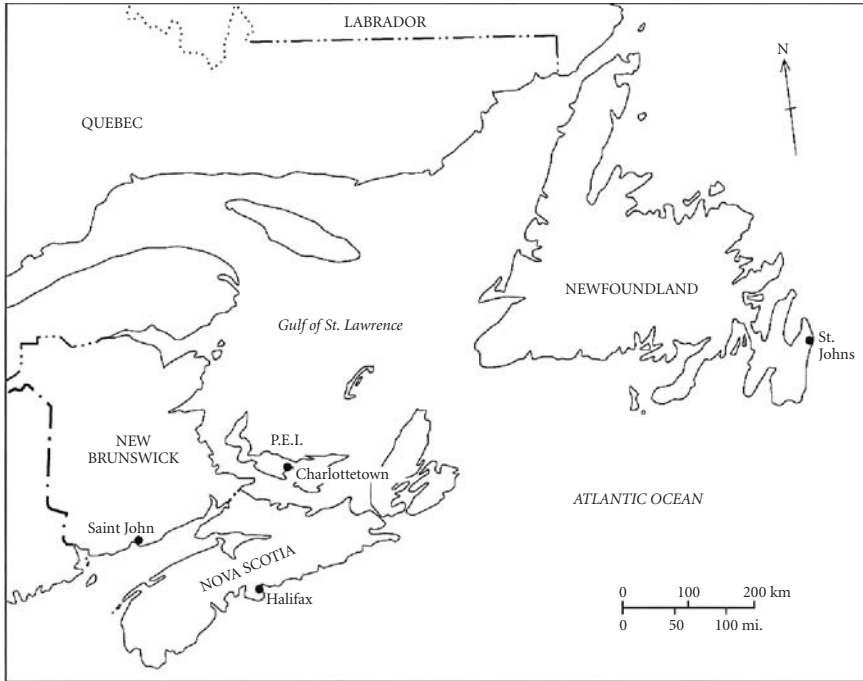 LABRADOR
N
QUEBEC
NEWFOUNDLAND
Gulf of St. Lawrence
St.
Johns
P.E.I.
NEW
BRUNSWICK
Charlottetown
ATLANTIC OCEAN
Saint John
NOVA SCOTIA
Halifax
0 100 200 km
0 50 100 mi.